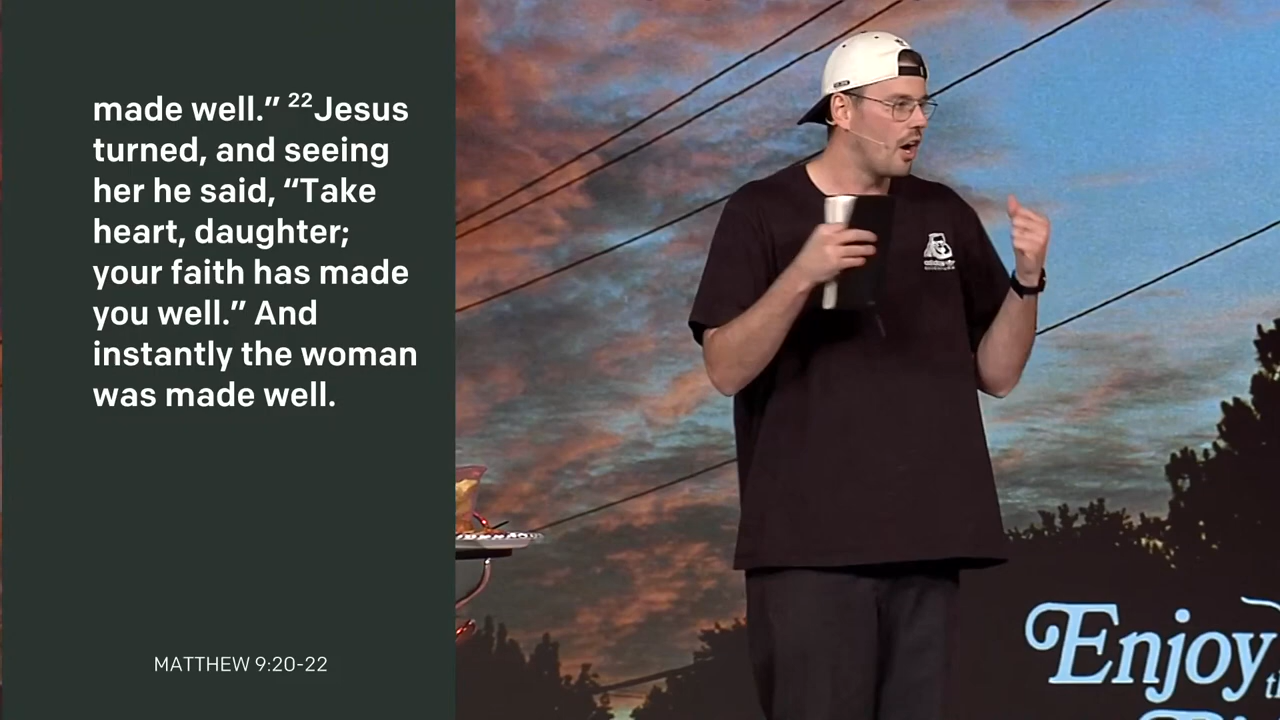 made well.” ²²Jesus
turned, and seeing
her he said, “Take
heart, daughter;
your faith has made
you well.” And
instantly the woman
was made well.
MATTHEW 9:20-22
Enjoy